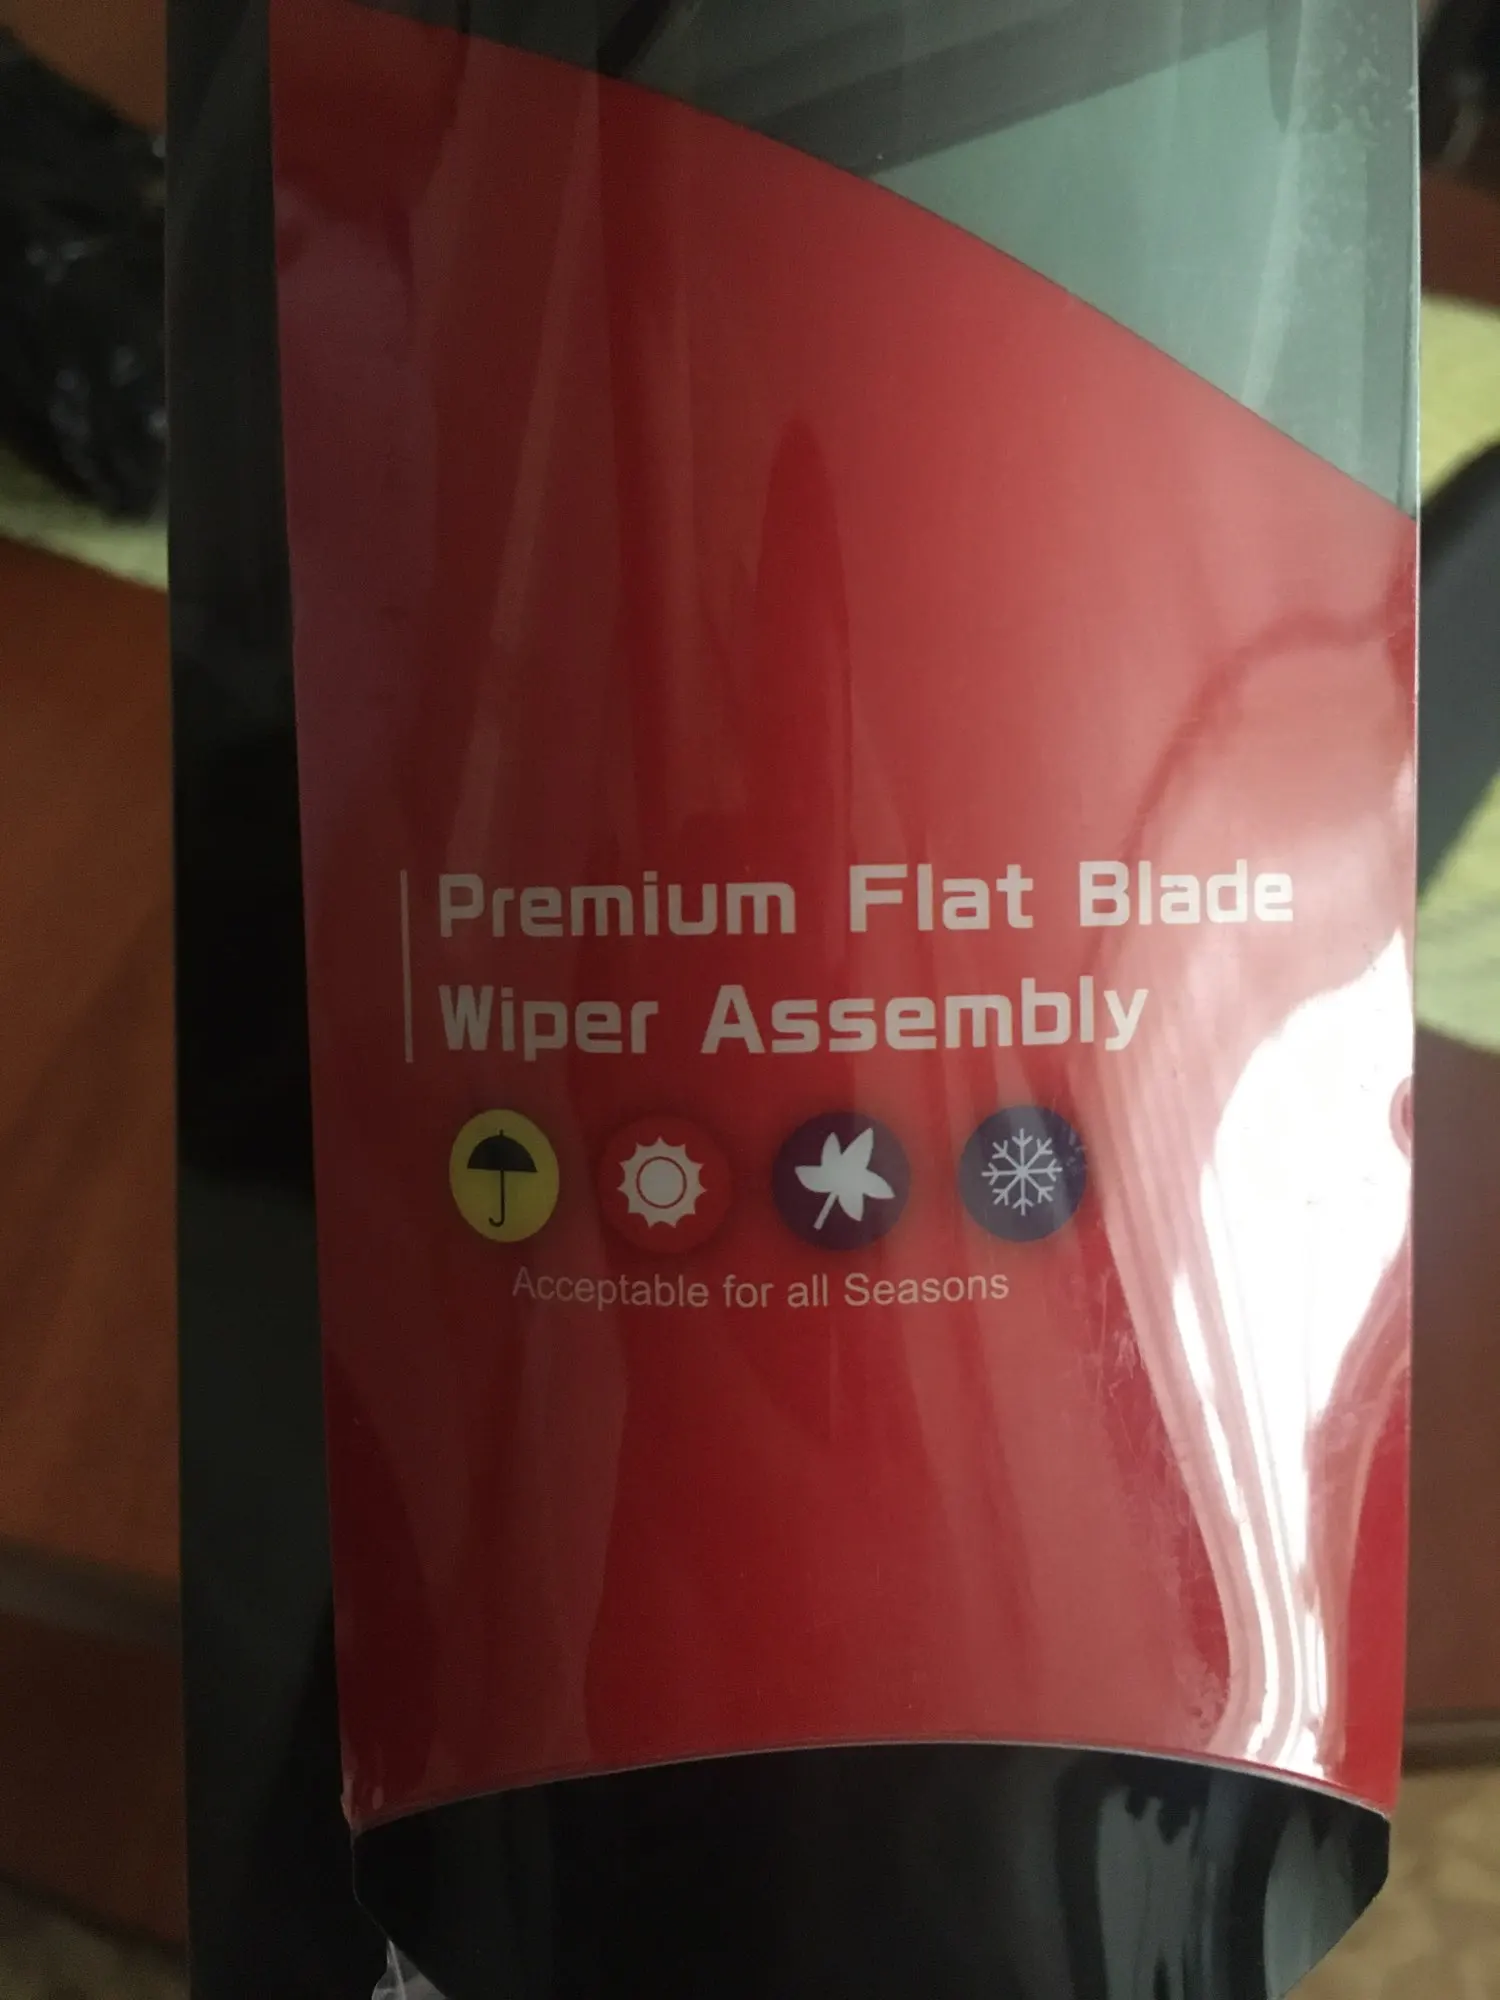 Premium Flat Blade
Wiper Assembly
Acceptable for all Seasons